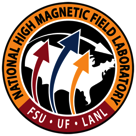 NATIONAL HIGH MAGNETIC FIELD LABORATORY
FSU • UF • LANL